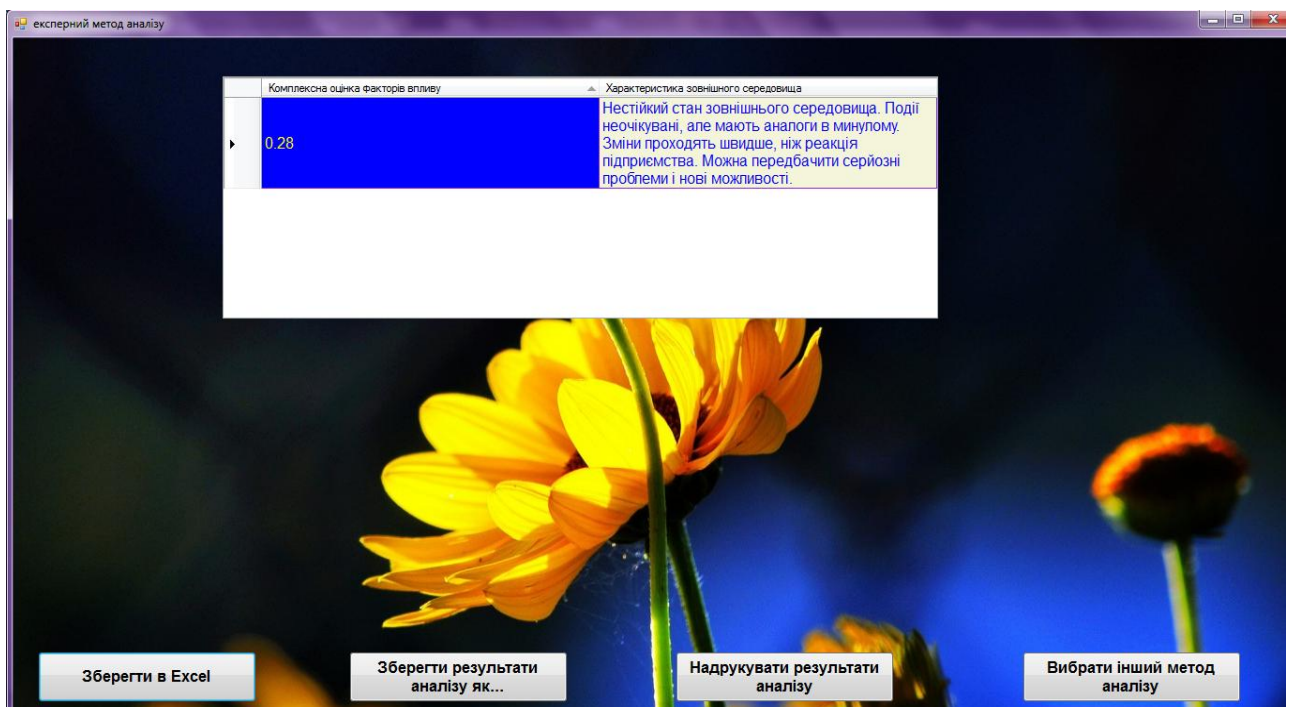 експерний метод аналізу
Комплексна оцінка факторів впливу
Характеристика зовнішного середовища
0.28
Нестійкий стан зовнішнього середовища. Події
неочікувані, але мають аналоги в минулому.
Зміни проходять швидше, ніж реакція
підприємства. Можна передбачити серйозні
проблеми і нові можливості.
Зберегти в Excel
Зберегти результати
аналізу як...
Надрукувати результати
аналізу
Вибрати інший метод
аналізу